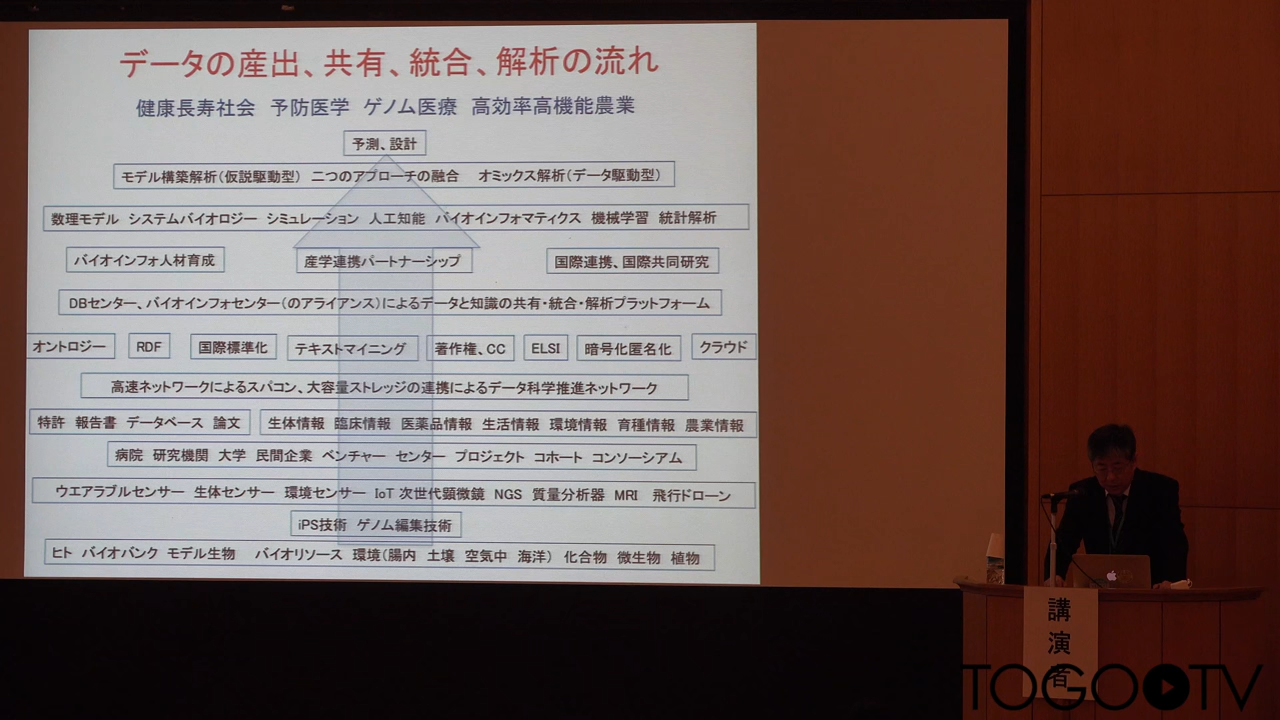 データの産出、共有、統合、解析の流れ
健康長寿社会 予防医学 ゲノム医療 高効率高機能農業
予測、設計
モデル構築解析(仮説駆動型) 二つのアプローチの融合 オミックス解析(データ駆動型)
数理モデル システムバイオロジー シミュレーション 人工知能 バイオインフォマティクス 機械学習 統計解析
バイオインフォ人材育成 産学連携パートナーシップ 国際連携、国際共同研究
DBセンター、バイオインフォセンター(のアライアンス)によるデータと知識の共有・統合・解析プラットフォーム
オントロジー RDF 国際標準化 テキストマイニング 著作権、CC ELSI 暗号化匿名化 クラウド
高速ネットワークによるスパコン、大容量ストレッジの連携によるデータ科学推進ネットワーク
特許 報告書 データベース 論文 生体情報 臨床情報 医薬品情報 生活情報 環境情報 育種情報 農業情報
病院 研究機関 大学 民間企業 ベンチャー センター プロジェクト コホート コンソーシアム
ウエアラブルセンサー 生体センサー 環境センサー IoT 次世代顕微鏡 NGS 質量分析器 MRI 飛行ドローン
iPS技術 ゲノム編集技術
ヒト バイオバンク モデル生物 バイオリソース 環境(腸内 土壌 空気中 海洋) 化合物 微生物 植物
講演者
TOGOTV